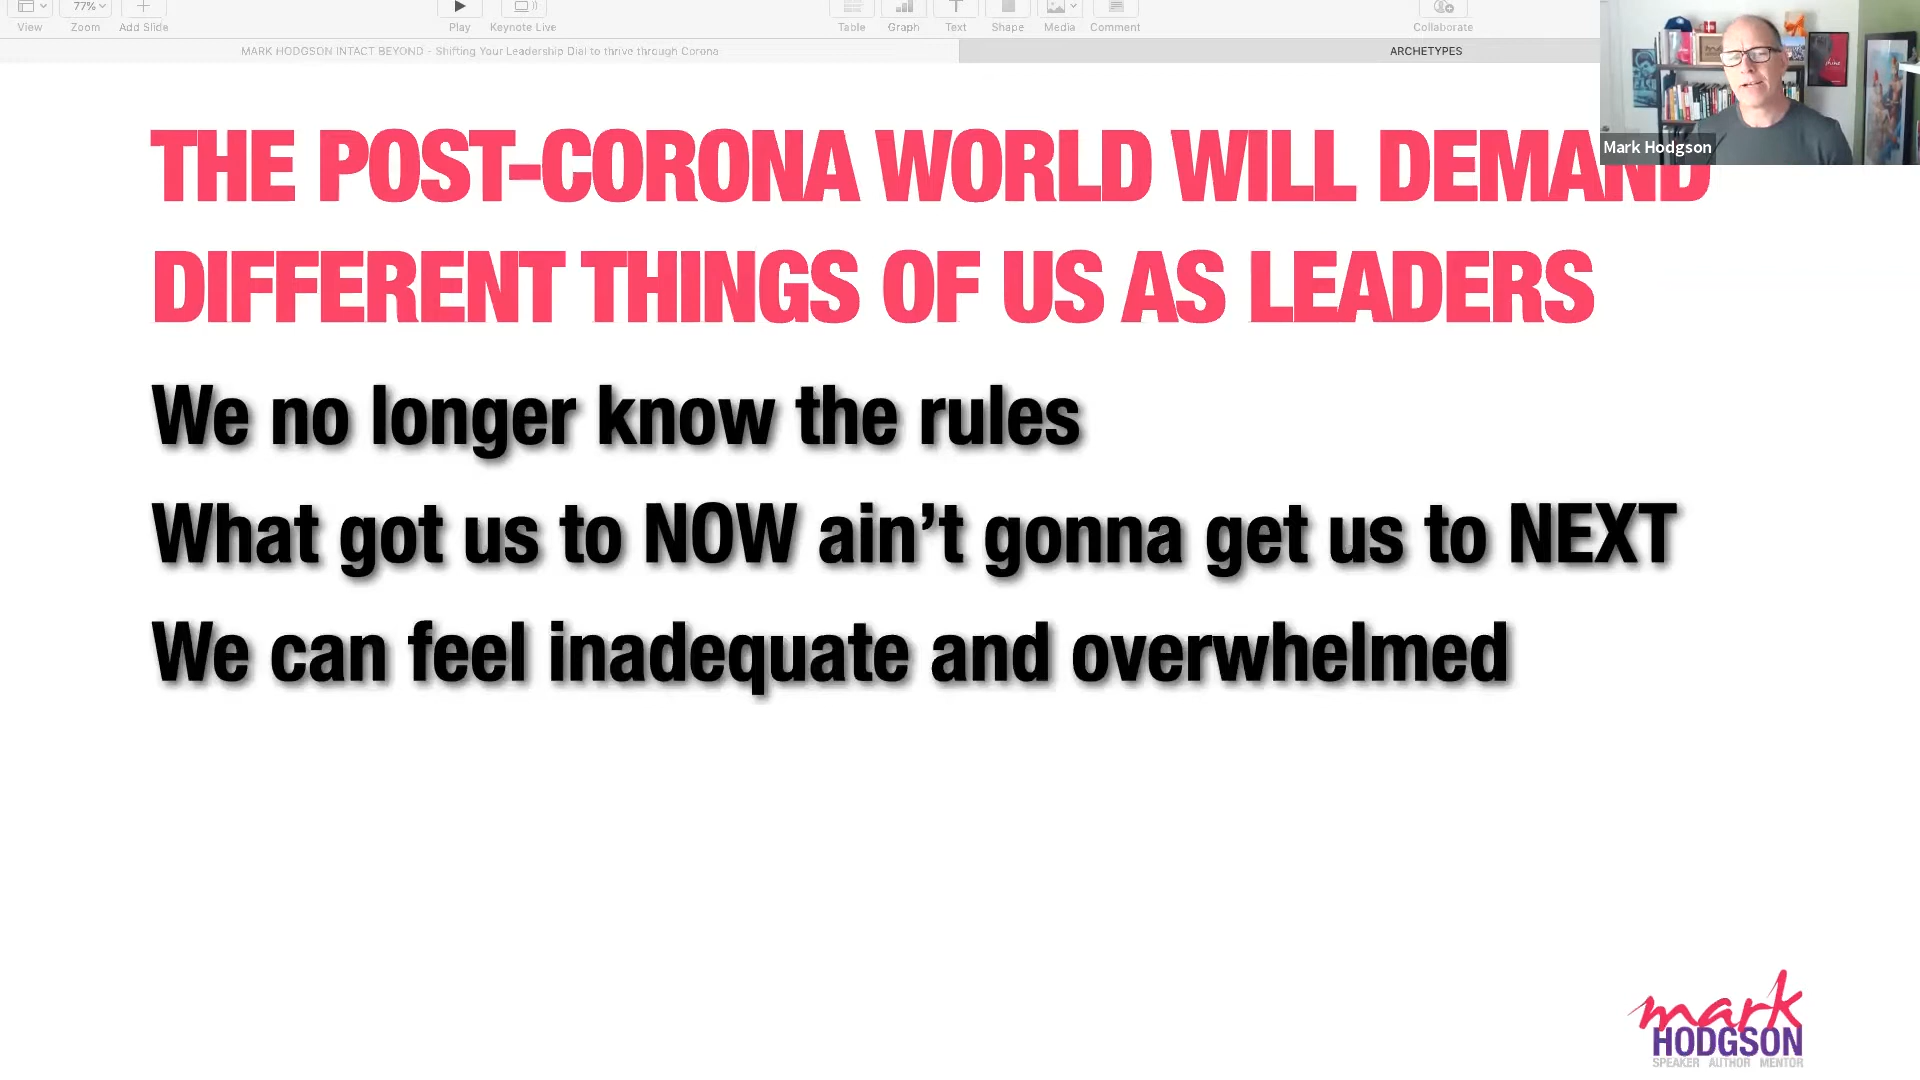 77%
View Zoom Add Slide Play Keynote Live Table Graph Text Shape Media Comment Collaborate
MARK HODGSON INTACT BEYOND - Shifting Your Leadership Dial to thrive through Corona
ARCHETYPES
Mark Hodgson
THE POST-CORONA WORLD WILL DEMAND
DIFFERENT THINGS OF US AS LEADERS
We no longer know the rules
What got us to NOW ain’t gonna get us to NEXT
We can feel inadequate and overwhelmed
mark
HODGSON
SPEAKER AUTHOR MENTOR